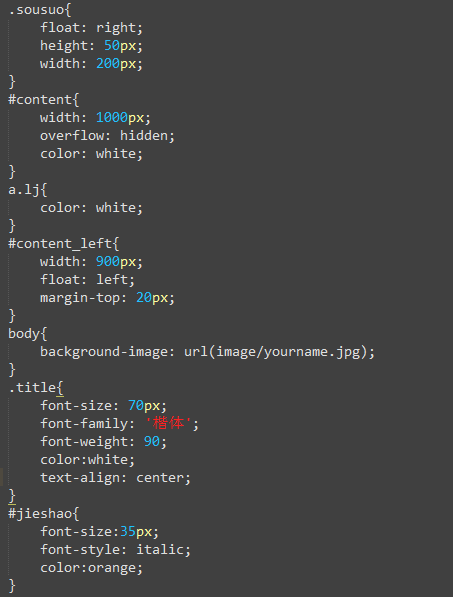 .sousuo{
    float: right;
    height: 50px;
    width: 200px;
}
#content{
    width: 1000px;
    overflow: hidden;
    color: white;
}
a.lj{
    color: white;
}
#content_left{
    width: 900px;
    float: left;
    margin-top: 20px;
}
body{
    background-image: url(image/yourname.jpg);
}
.title{
    font-size: 70px;
    font-family: '楷体';
    font-weight: 90;
    color:white;
    text-align: center;
}
#jieshao{
    font-size:35px;
    font-style: italic;
    color:orange;
}